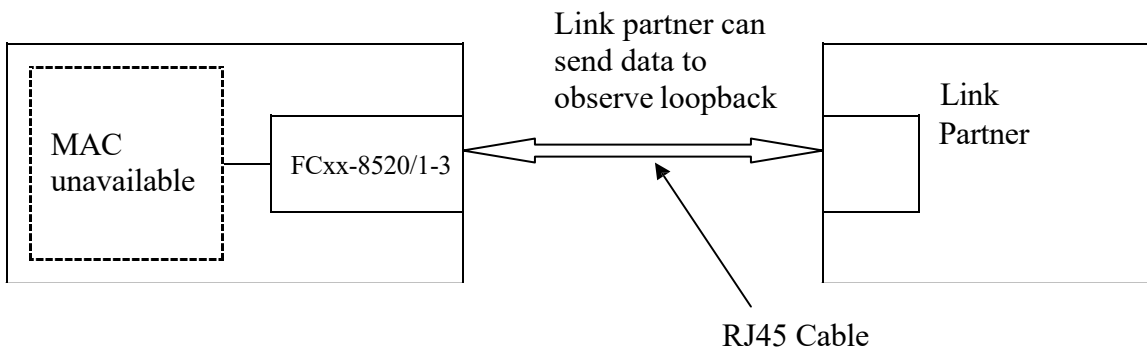 Link partner can
send data to
observe loopback
MAC
unavailable
FCxx-8520/1-3
Link
Partner
RJ45 Cable